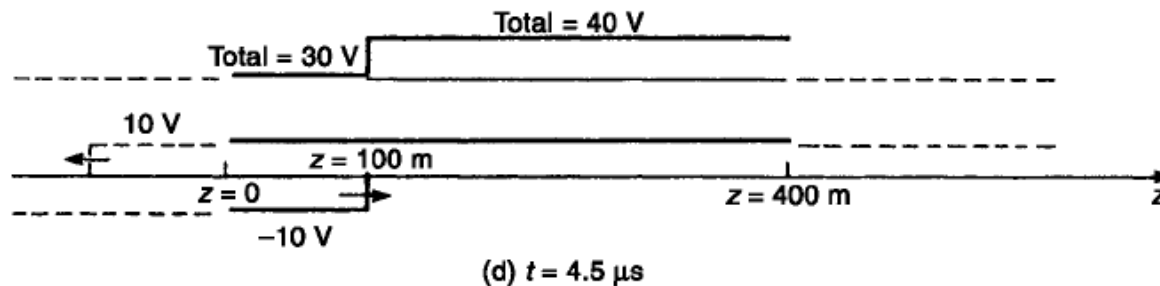 Total = 40 V
Total = 30 V
10 V
z = 100 m
z = 0
z = 400 m
z
–10 V
(d) t = 4.5 μs